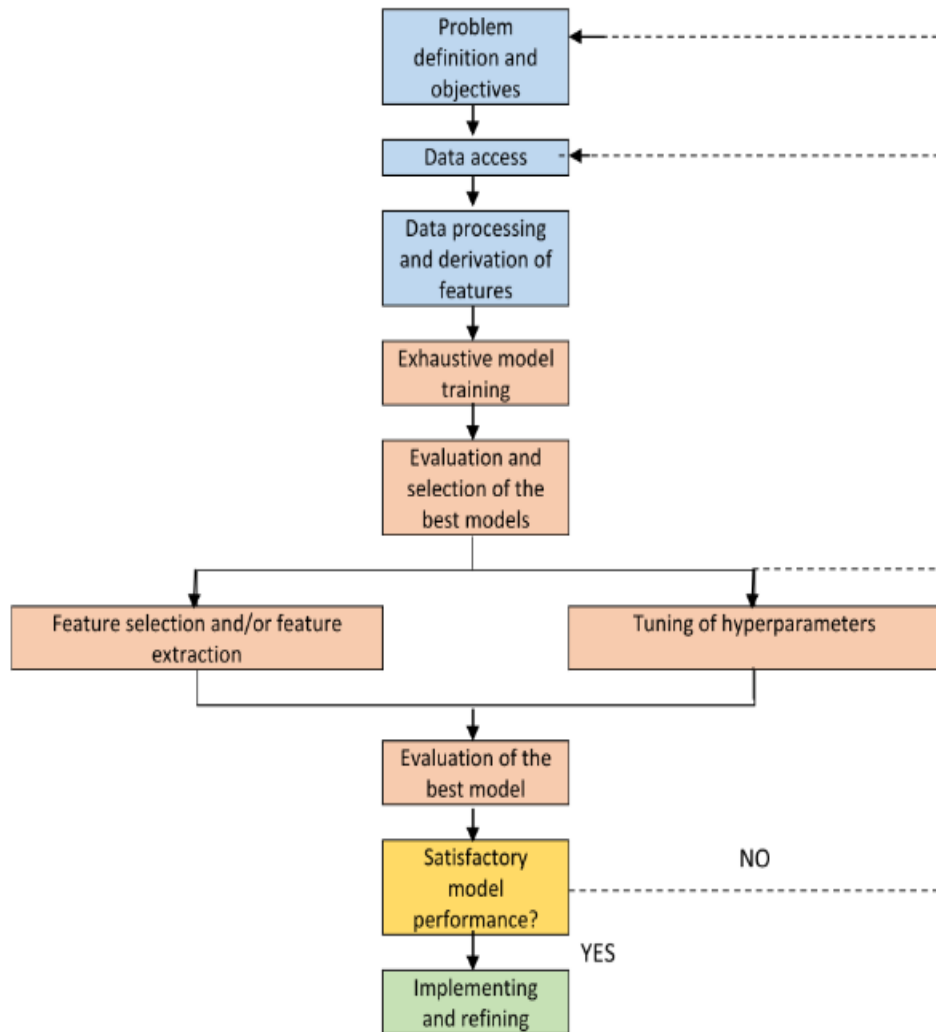 Problem
definition and
objectives
Data access
Data processing
and derivation of
features
Exhaustive model
training
Evaluation and
selection of the
best models
Feature selection and/or feature
extraction
Tuning of hyperparameters
Evaluation of the
best model
Satisfactory
model
performance?
NO
YES
Implementing
and refining